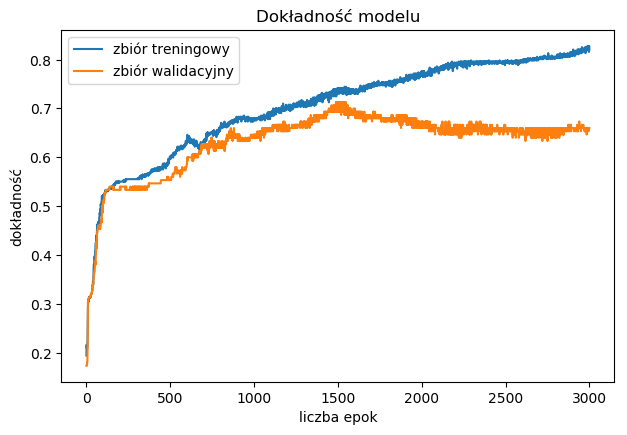 Dokładność modelu
zbiór treningowy
zbiór walidacyjny
dokładność
0.8
0.7
0.6
0.5
0.4
0.3
0.2
0
500
1000
1500
2000
2500
3000
liczba epok